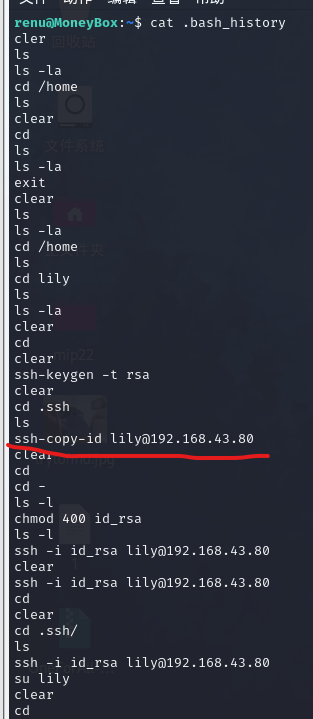 renu@MoneyBox:~$ cat .bash_history
cler
ls
ls -la
cd /home
ls
clear
cd
ls
ls -la
exit
clear
ls
ls -la
cd /home
ls
cd lily
ls
ls -la
clear
cd
clear
ssh-keygen -t rsa
clear
cd .ssh
ls
ssh-copy-id lily@192.168.43.80
clear
cd
cd -
ls -l
chmod 400 id_rsa
ls -l
ssh -i id_rsa lily@192.168.43.80
clear
ssh -i id_rsa lily@192.168.43.80
cd
clear
cd .ssh/
ls
ssh -i id_rsa lily@192.168.43.80
su lily
clear
cd